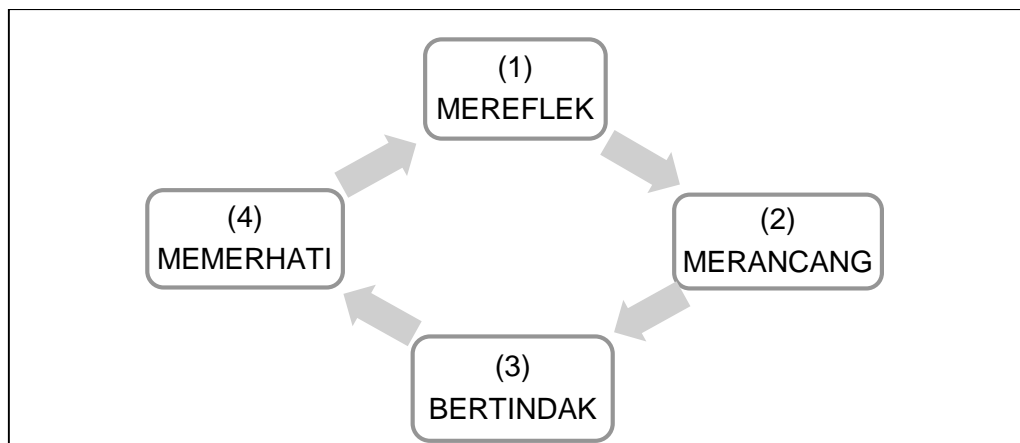 (1)
MEREFLEK
(2)
MERANCANG
(3)
BERTINDAK
(4)
MEMERHATI